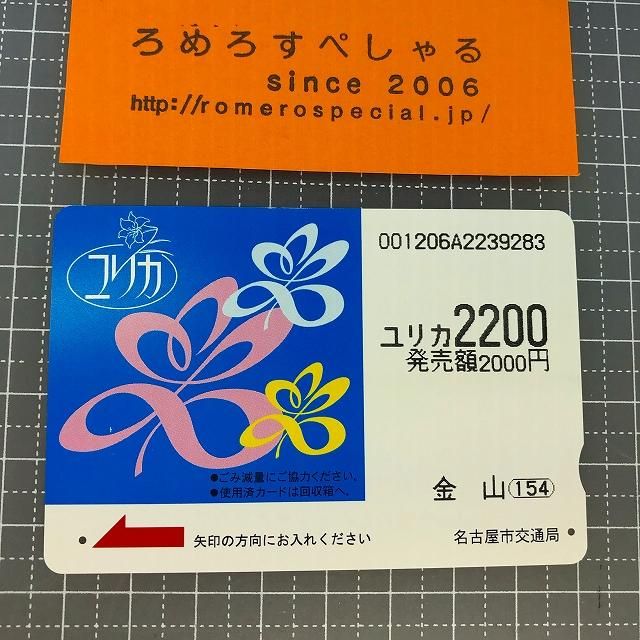 ろめろすぺしゃる
since 2006
http://romerospecial.jp/
ユリカ
001206A2239283
ユリカ2200
発売額2000円
●ごみ減量にご協力ください。
●使用済カードは回収箱へ。
金 山 154
矢印の方向にお入れください
名古屋市交通局